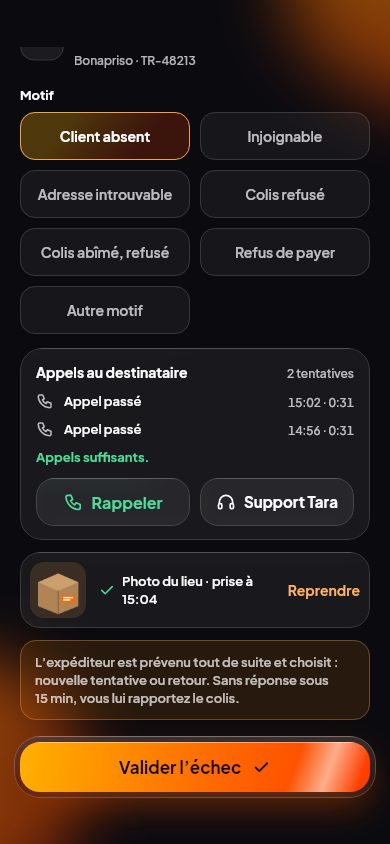 Bonapriso · TR-48213
Motif
Client absent
Injoignable
Adresse introuvable
Colis refusé
Colis abîmé, refusé
Refus de payer
Autre motif
Appels au destinataire
2 tentatives
Appel passé
15:02 · 0:31
Appel passé
14:56 · 0:31
Appels suffisants.
Rappeler
Support Tara
Photo du lieu · prise à
15:04
Reprendre
L’expéditeur est prévenu tout de suite et choisit :
nouvelle tentative ou retour. Sans réponse sous
15 min, vous lui rapportez le colis.
Valider l’échec